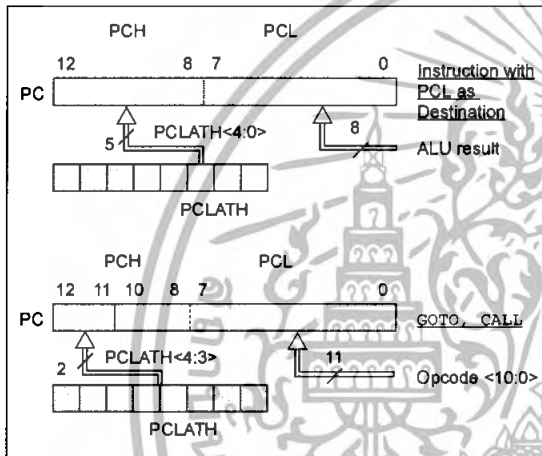 PCH PCL
12 8 7 0
PC
Instruction with
PCL as
Destination
5 PCLATH<4:0> 8
ALU result
PCLATH
PCH PCL
12 11 10 8 7 0
PC GOTO, CALL
2 PCLATH<4:3> 11
Opcode <10:0>
PCLATH